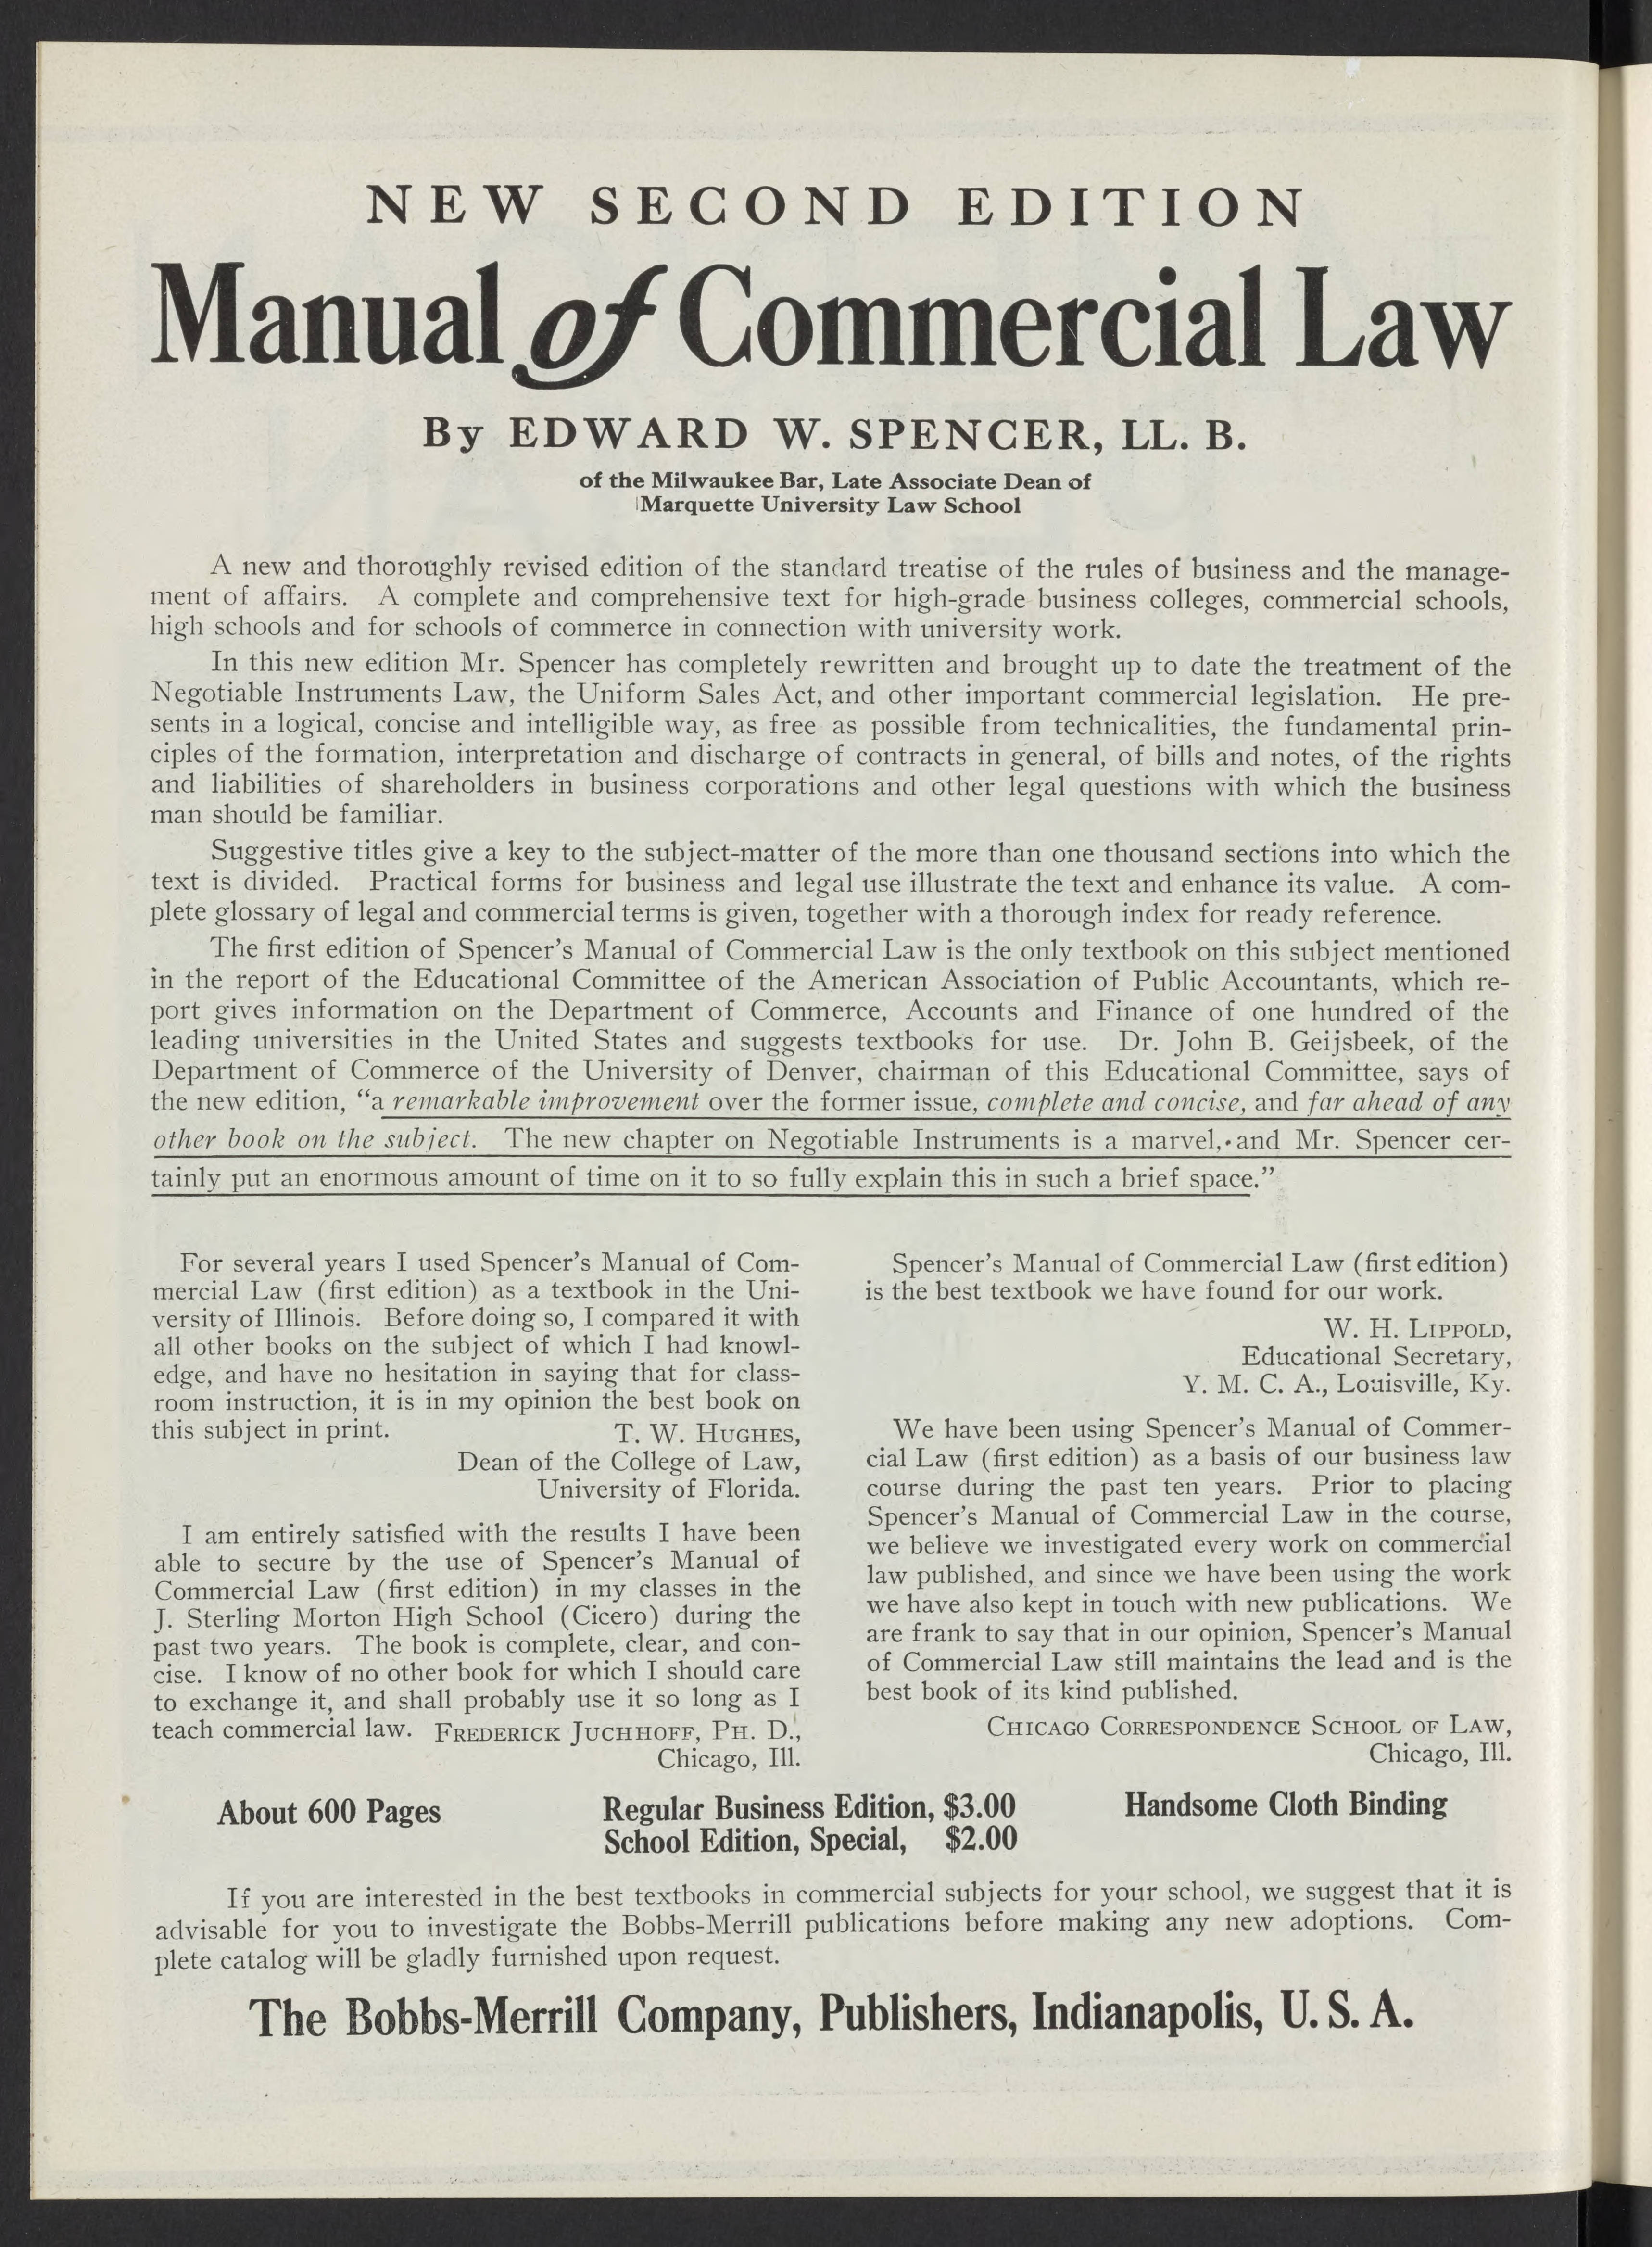 NEW SECOND EDITION
Manual of Commercial Law
By EDWARD W. SPENCER, LL. B.
of the Milwaukee Bar, Late Associate Dean of
Marquette University Law School
A new and thoroughly revised edition of the standard treatise of the rules of business and the manage-
ment of affairs. A complete and comprehensive text for high-grade business colleges, commercial schools,
high schools and for schools of commerce in connection with university work.
In this new edition Mr. Spencer has completely rewritten and brought up to date the treatment of the
Negotiable Instruments Law, the Uniform Sales Act, and other important commercial legislation. He pre-
sents in a logical, concise and intelligible way, as free as possible from technicalities, the fundamental prin-
ciples of the formation, interpretation and discharge of contracts in general, of bills and notes, of the rights
and liabilities of shareholders in business corporations and other legal questions with which the business
man should be familiar.
Suggestive titles give a key to the subject-matter of the more than one thousand sections into which the
text is divided. Practical forms for business and legal use illustrate the text and enhance its value. A com-
plete glossary of legal and commercial terms is given, together with a thorough index for ready reference.
The first edition of Spencer's Manual of Commercial Law is the only textbook on this subject mentioned
in the report of the Educational Committee of the American Association of Public Accountants, which re-
port gives information on the Department of Commerce, Accounts and Finance of one hundred of the
leading universities in the United States and suggests textbooks for use. Dr. John B. Geijsbeek, of the
Department of Commerce of the University of Denver, chairman of this Educational Committee, says of
the new edition, "a remarkable improvement over the former issue, complete and concise, and far ahead of any
other book on the subject. The new chapter on Negotiable Instruments is a marvel, and Mr. Spencer cer-
tainly put an enormous amount of time on it to so fully explain this in such a brief space."
For several years I used Spencer's Manual of Com-
mercial Law (first edition) as a textbook in the Uni-
versity of Illinois. Before doing so, I compared it with
all other books on the subject of which I had knowl-
edge, and have no hesitation in saying that for class-
room instruction, it is in my opinion the best book on
this subject in print. T. W. HUGHES,
Dean of the College of Law,
University of Florida.
I am entirely satisfied with the results I have been
able to secure by the use of Spencer's Manual of
Commercial Law (first edition) in my classes in the
J. Sterling Morton High School (Cicero) during the
past two years. The book is complete, clear, and con-
cise. I know of no other book for which I should care
to exchange it, and shall probably use it so long as I
teach commercial law. FREDERICK JUCHHOFF, PH. D.,
Chicago, Ill.
Spencer's Manual of Commercial Law (first edition)
is the best textbook we have found for our work.
W. H. LIPPOLD,
Educational Secretary,
Y. M. C. A., Louisville, Ky.
We have been using Spencer's Manual of Commer-
cial Law (first edition) as a basis of our business law
course during the past ten years. Prior to placing
Spencer's Manual of Commercial Law in the course,
we believe we investigated every work on commercial
law published, and since we have been using the work
we have also kept in touch with new publications. We
are frank to say that in our opinion, Spencer's Manual
of Commercial Law still maintains the lead and is the
best book of its kind published.
CHICAGO CORRESPONDENCE SCHOOL OF LAW,
Chicago, Ill.
About 600 Pages
Regular Business Edition, $3.00
School Edition, Special, $2.00
Handsome Cloth Binding
If you are interested in the best textbooks in commercial subjects for your school, we suggest that it is
advisable for you to investigate the Bobbs-Merrill publications before making any new adoptions. Com-
plete catalog will be gladly furnished upon request.
The Bobbs-Merrill Company, Publishers, Indianapolis, U. S. A.